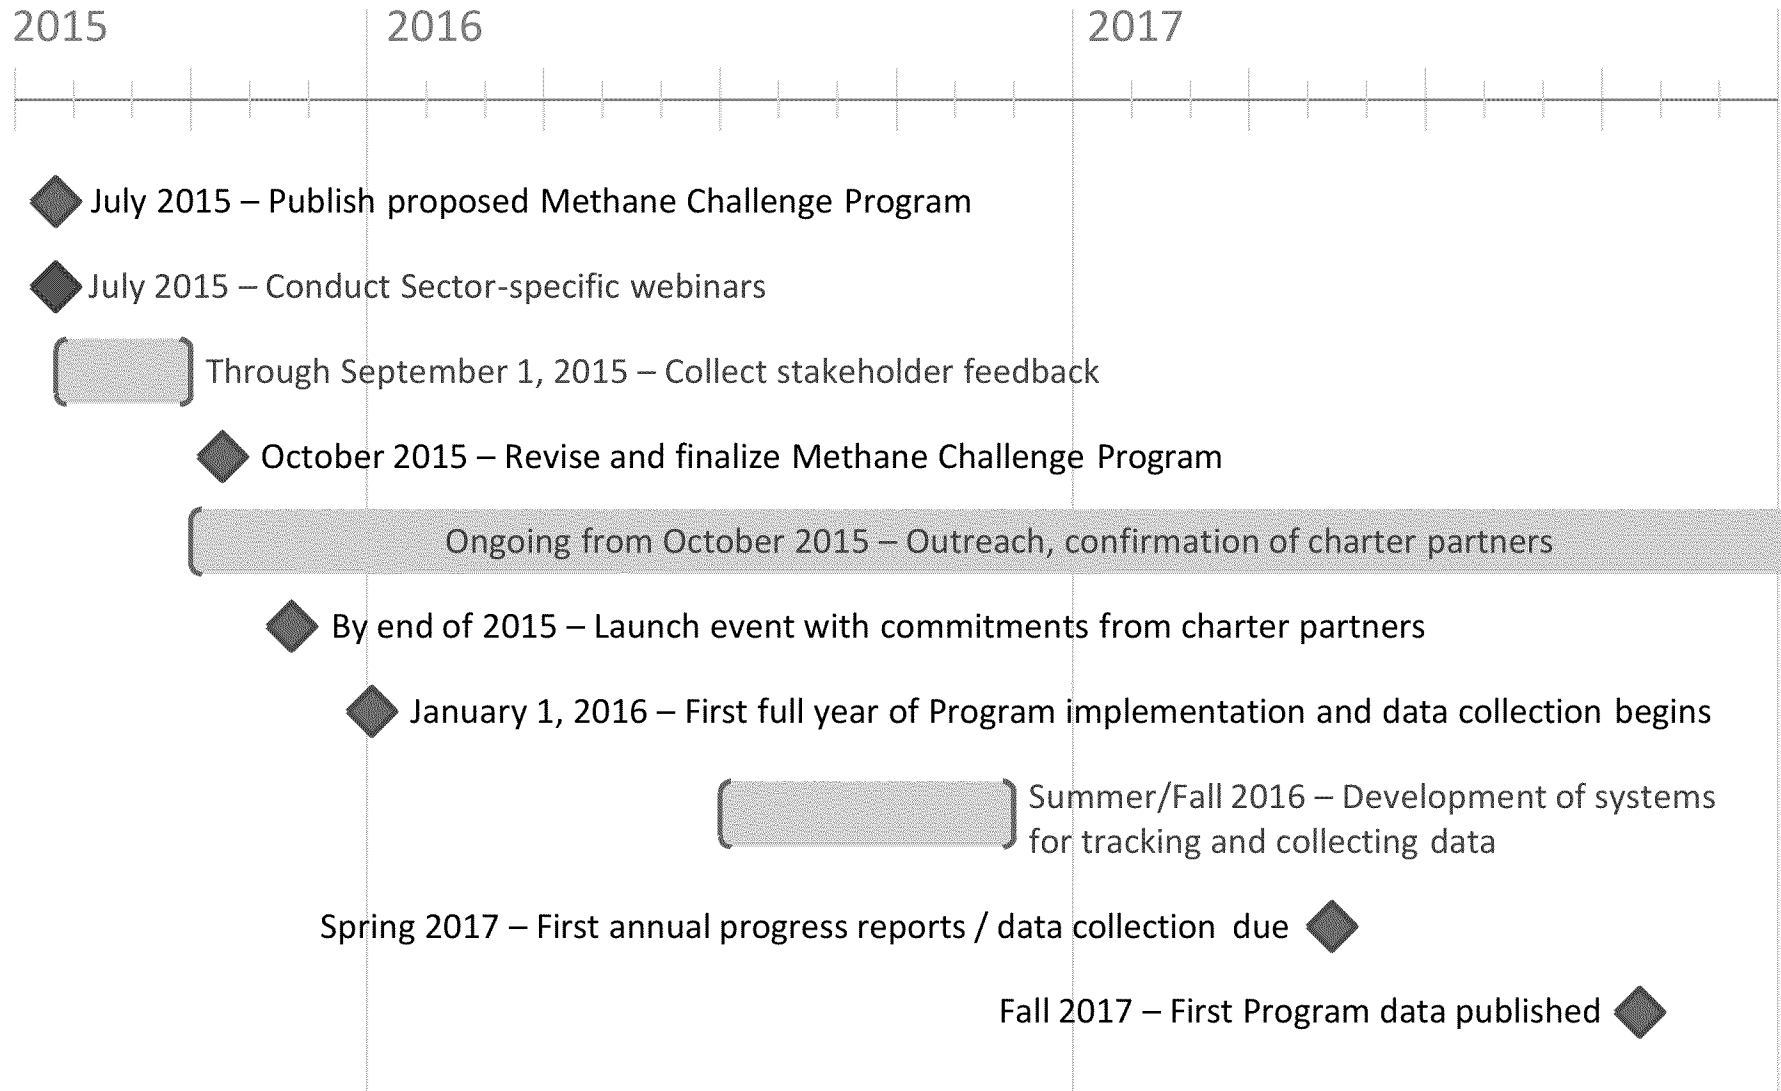 2015
2016
2017
July 2015 – Publish proposed Methane Challenge Program
July 2015 – Conduct Sector-specific webinars
Through September 1, 2015 – Collect stakeholder feedback
October 2015 – Revise and finalize Methane Challenge Program
Ongoing from October 2015 – Outreach, confirmation of charter partners
By end of 2015 – Launch event with commitments from charter partners
January 1, 2016 – First full year of Program implementation and data collection begins
Summer/Fall 2016 – Development of systems
for tracking and collecting data
Spring 2017 – First annual progress reports / data collection due
Fall 2017 – First Program data published